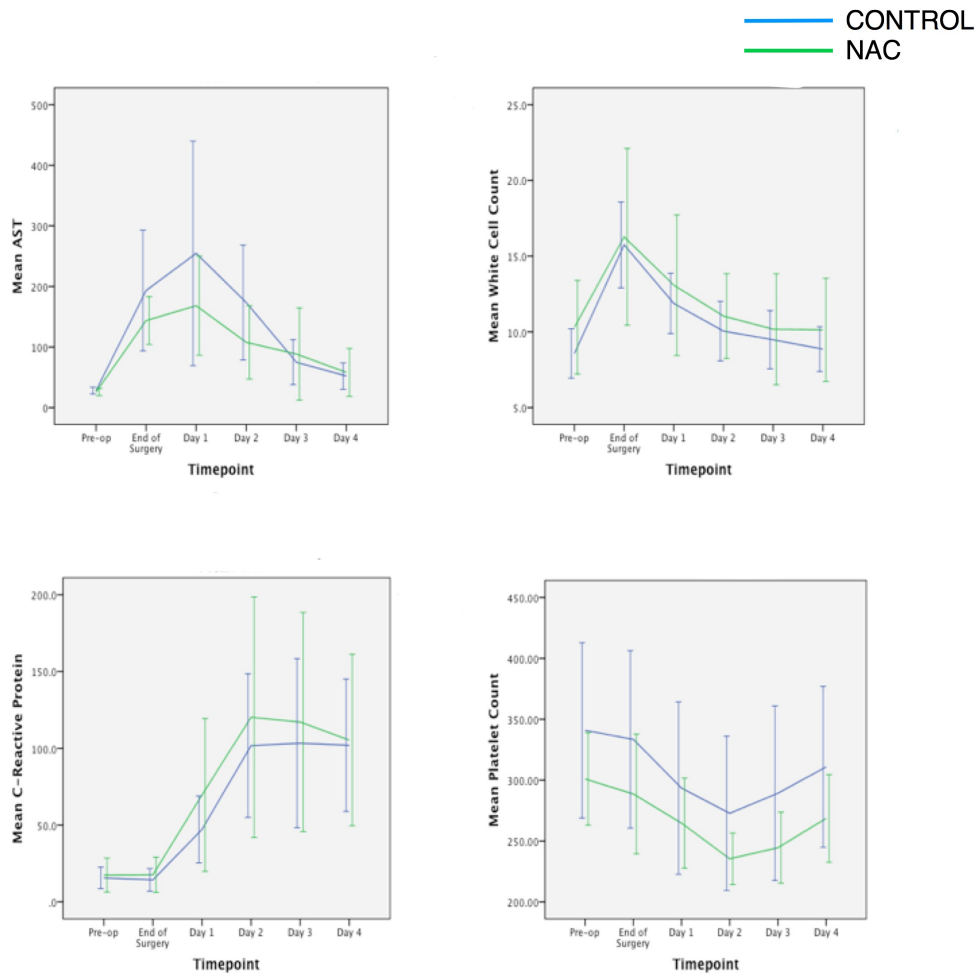 CONTROL
NAC
500
400
300
200
100
0
Mean AST
Pre-op End of Surgery Day 1 Day 2 Day 3 Day 4
Timepoint
25.0
20.0
15.0
10.0
5.0
Mean White Cell Count
Pre-op End of Surgery Day 1 Day 2 Day 3 Day 4
Timepoint
200.0
150.0
100.0
50.0
.0
Mean C-Reactive Protein
Pre-op End of Surgery Day 1 Day 2 Day 3 Day 4
Timepoint
450.00
400.00
350.00
300.00
250.00
200.00
Mean Platelet Count
Pre-op End of Surgery Day 1 Day 2 Day 3 Day 4
Timepoint